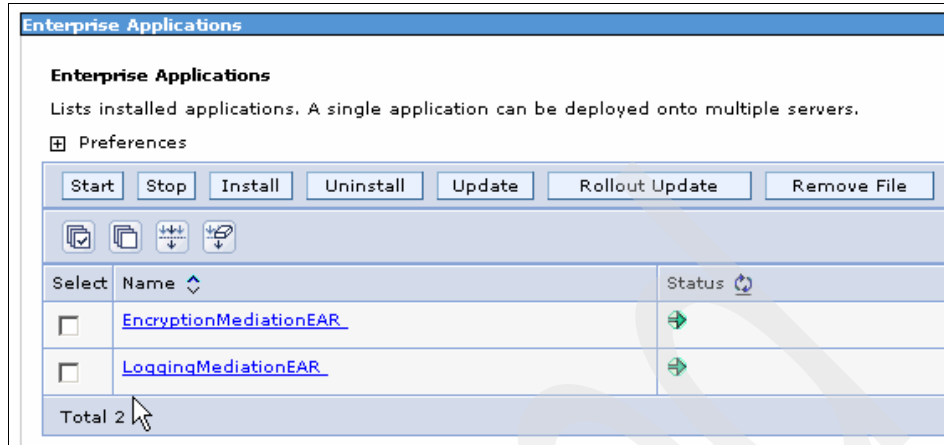 Enterprise Applications
Enterprise Applications
Lists installed applications. A single application can be deployed onto multiple servers.
Preferences
Start Stop Install Uninstall Update Rollout Update Remove File
Select Name Status
EncryptionMediationEAR
LoggingMediationEAR
Total 2